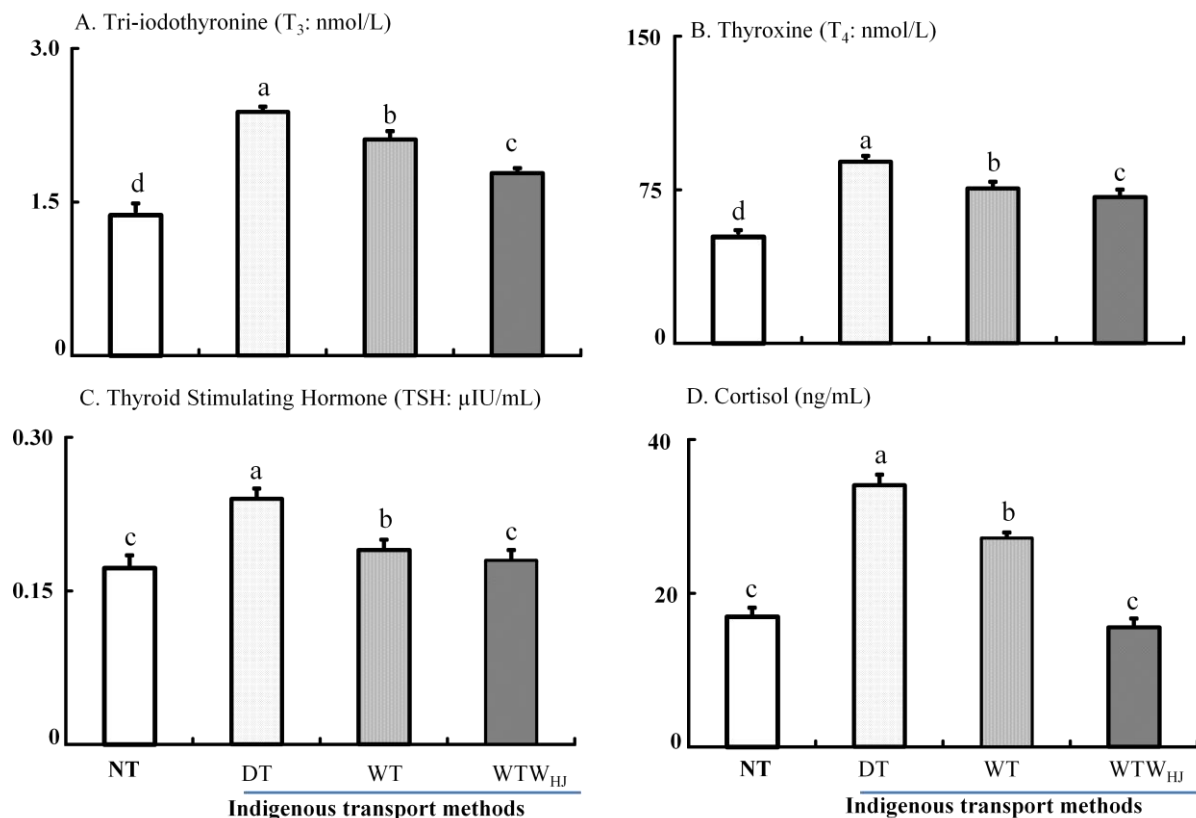 A. Tri-iodothyronine (T₃: nmol/L)
3.0
1.5
0
d
a
b
c
B. Thyroxine (T₄: nmol/L)
150
75
0
d
a
b
c
C. Thyroid Stimulating Hormone (TSH: µIU/mL)
0.30
0.15
0
c
a
b
c
NT DT WT WTW_HJ
Indigenous transport methods
D. Cortisol (ng/mL)
40
20
0
c
a
b
c
NT DT WT WTW_HJ
Indigenous transport methods